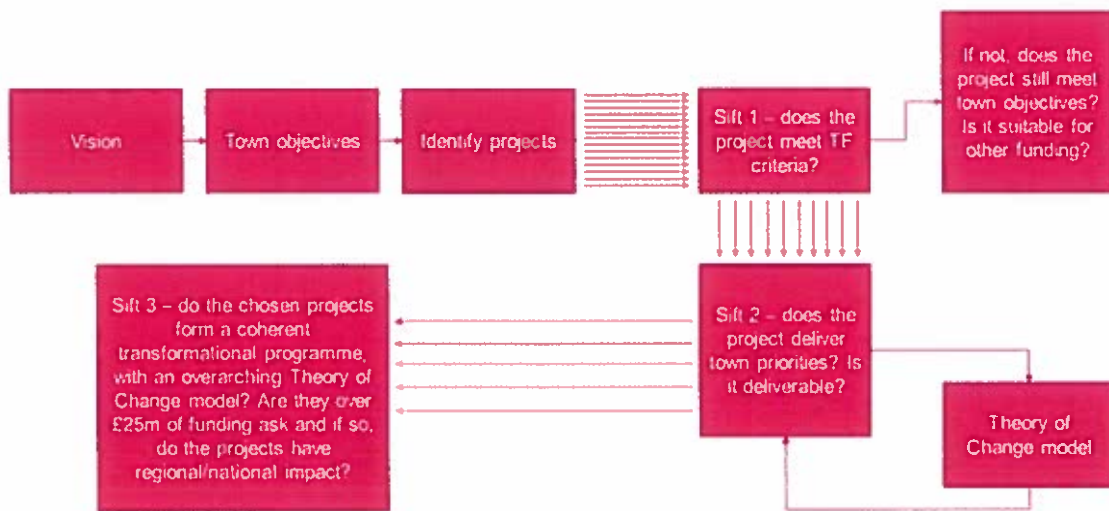 Vision
Town objectives
Identify projects
Sift 1 – does the
project meet TF
criteria?
If not, does the
project still meet
town objectives?
Is it suitable for
other funding?
Sift 2 – does the
project deliver
town priorities? Is
it deliverable?
Theory of
Change model
Sift 3 – do the chosen projects
form a coherent
transformational programme,
with an overarching Theory of
Change model? Are they over
£25m of funding ask and if so,
do the projects have
regional/national impact?